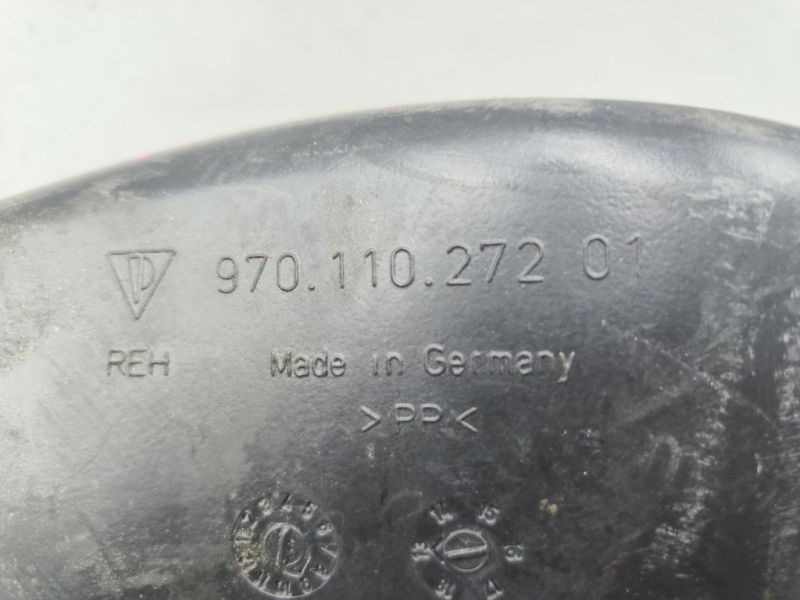 970.110.272 01
REH Made in Germany
>PP<